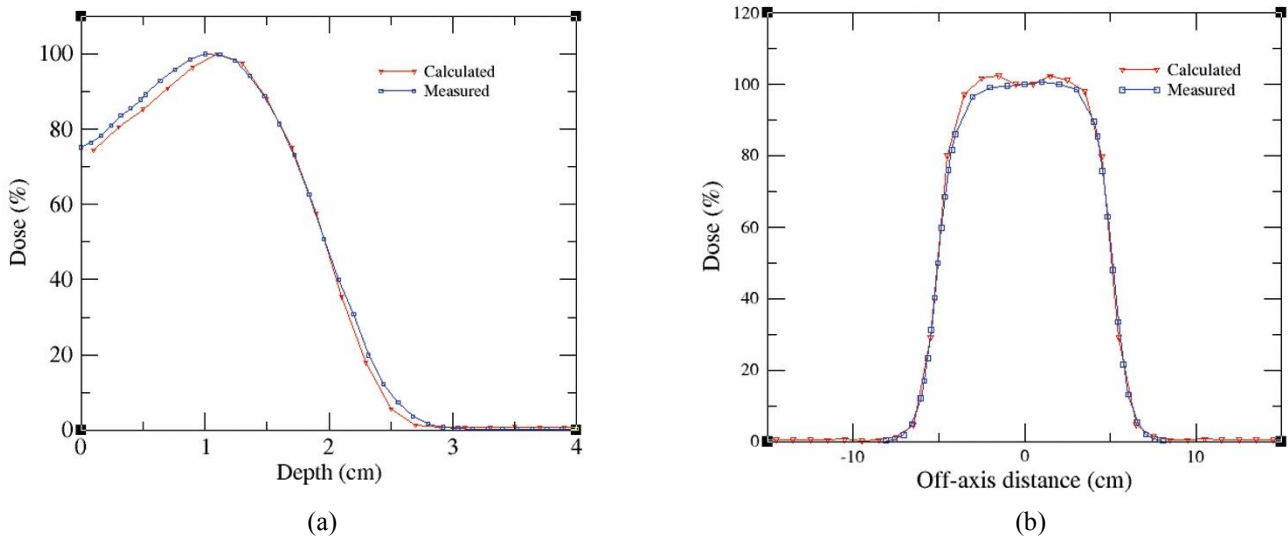 100
80
60
40
20
0
Dose (%)
Calculated
Measured
0 1 2 3 4
Depth (cm)
(a)
120
100
80
60
40
20
0
Dose (%)
Calculated
Measured
-10 0 10
Off-axis distance (cm)
(b)